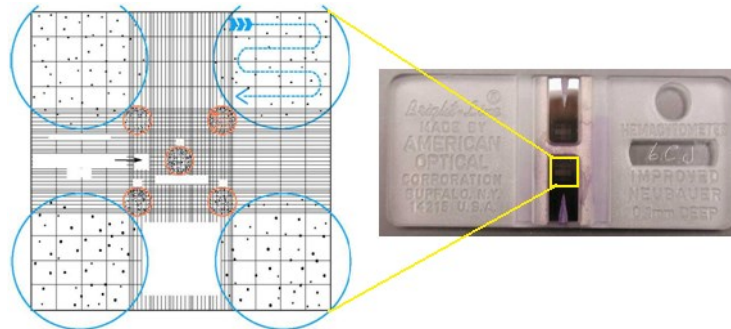 Bright-Line ®
MADE BY
AMERICAN
OPTICAL
CORPORATION
BUFFALO, N.Y.
14215 U.S.A.
HEMACYTOMETER
IMPROVED
NEUBAUER
0.1mm DEEP